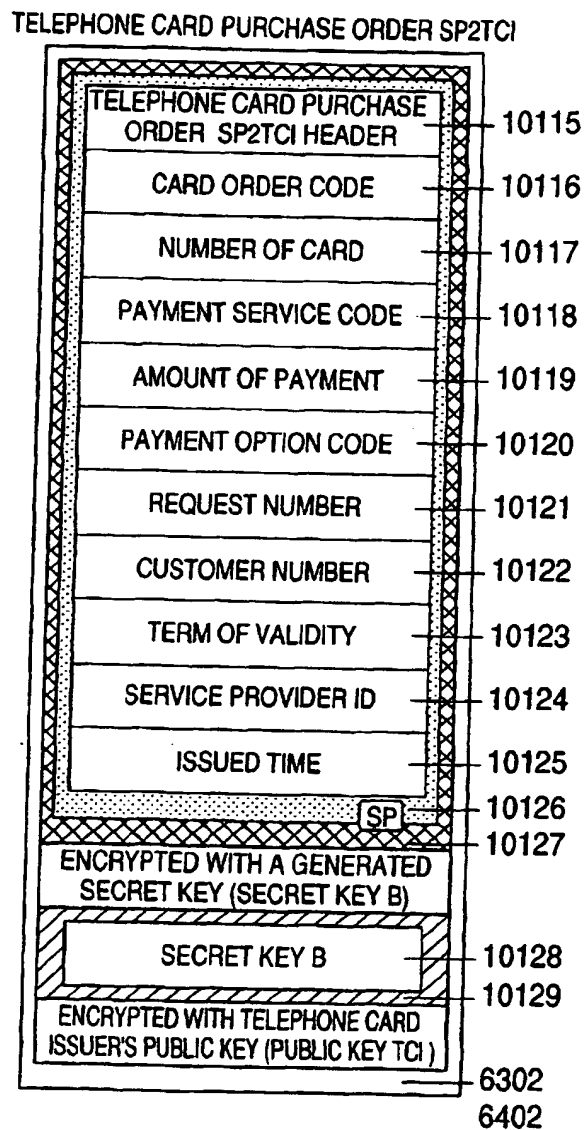 TELEPHONE CARD PURCHASE ORDER SP2TCI
TELEPHONE CARD PURCHASE
ORDER SP2TCI HEADER
10115
CARD ORDER CODE
10116
NUMBER OF CARD
10117
PAYMENT SERVICE CODE
10118
AMOUNT OF PAYMENT
10119
PAYMENT OPTION CODE
10120
REQUEST NUMBER
10121
CUSTOMER NUMBER
10122
TERM OF VALIDITY
10123
SERVICE PROVIDER ID
10124
ISSUED TIME
10125
SP
10126
10127
ENCRYPTED WITH A GENERATED
SECRET KEY (SECRET KEY B)
SECRET KEY B
10128
10129
ENCRYPTED WITH TELEPHONE CARD
ISSUER'S PUBLIC KEY (PUBLIC KEY TCI)
6302
6402